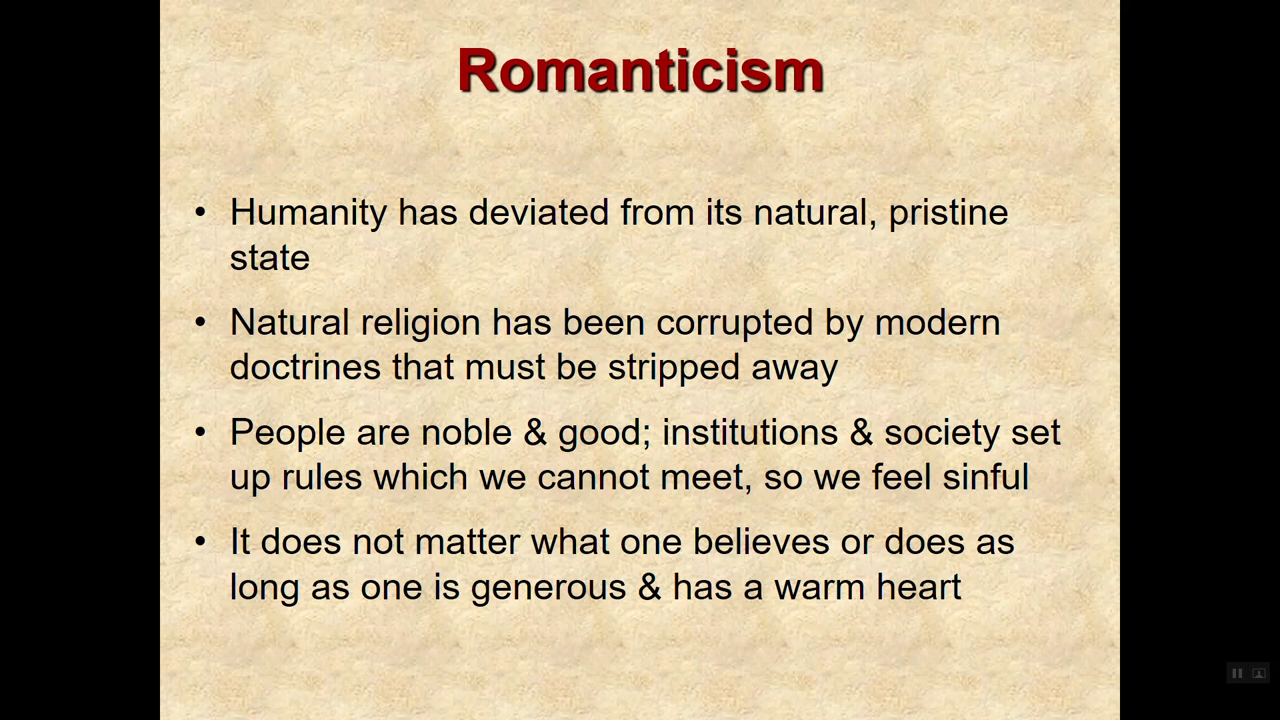 Romanticism
• Humanity has deviated from its natural, pristine
state
• Natural religion has been corrupted by modern
doctrines that must be stripped away
• People are noble & good; institutions & society set
up rules which we cannot meet, so we feel sinful
• It does not matter what one believes or does as
long as one is generous & has a warm heart